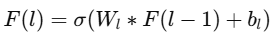 F(l) = σ(W_l * F(l − 1) + b_l)